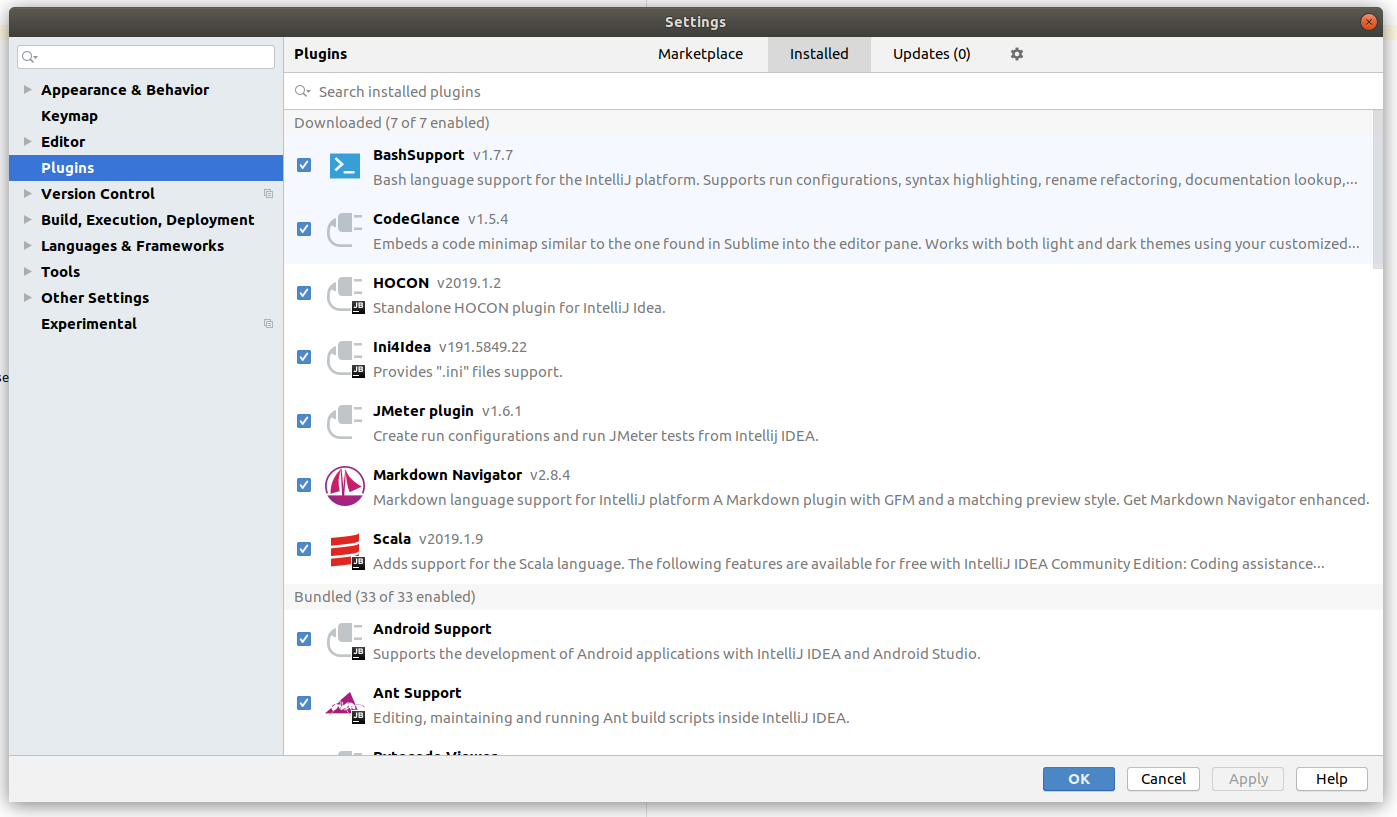 Settings
Appearance & Behavior
Keymap
Editor
Plugins
Version Control
Build, Execution, Deployment
Languages & Frameworks
Tools
Other Settings
Experimental
Plugins
Marketplace
Installed
Updates (0)
Search installed plugins
Downloaded (7 of 7 enabled)
BashSupport v1.7.7
Bash language support for the IntelliJ platform. Supports run configurations, syntax highlighting, rename refactoring, documentation lookup,...
CodeGlance v1.5.4
Embeds a code minimap similar to the one found in Sublime into the editor pane. Works with both light and dark themes using your customized...
HOCON v2019.1.2
JB
Standalone HOCON plugin for IntelliJ Idea.
Ini4Idea v191.5849.22
JB
Provides ".ini" files support.
JMeter plugin v1.6.1
Create run configurations and run JMeter tests from Intellij IDEA.
Markdown Navigator v2.8.4
Markdown language support for IntelliJ platform A Markdown plugin with GFM and a matching preview style. Get Markdown Navigator enhanced.
Scala v2019.1.9
JB
Adds support for the Scala language. The following features are available for free with IntelliJ IDEA Community Edition: Coding assistance...
Bundled (33 of 33 enabled)
Android Support
JB
Supports the development of Android applications with IntelliJ IDEA and Android Studio.
Ant Support
JB
Editing, maintaining and running Ant build scripts inside IntelliJ IDEA.
OK
Cancel
Apply
Help